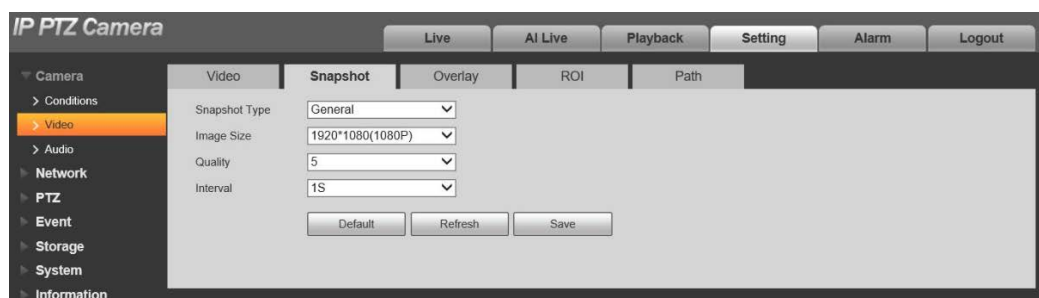 IP PTZ Camera
Live AI Live Playback Setting Alarm Logout
Camera
> Conditions
> Video
> Audio
Network
PTZ
Event
Storage
System
Information
Video Snapshot Overlay ROI Path
Snapshot Type General
Image Size 1920*1080(1080P)
Quality 5
Interval 1S
Default Refresh Save